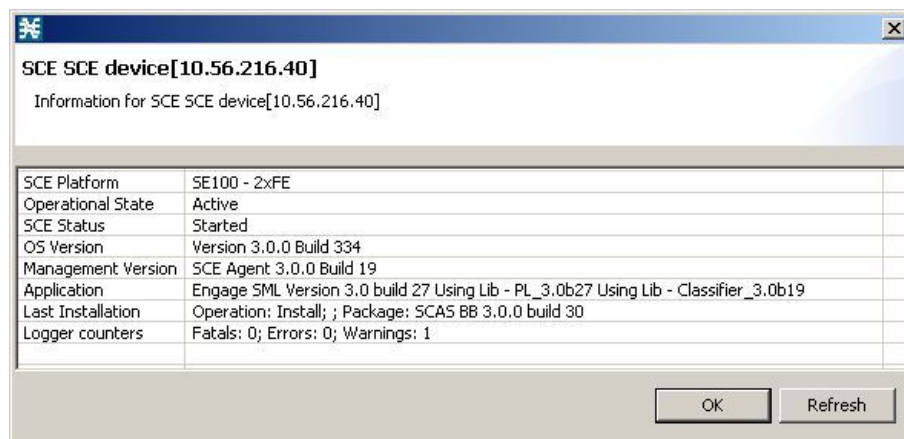 SCE SCE device[10.56.216.40]
Information for SCE SCE device[10.56.216.40]
SCE Platform SE100 - 2xFE
Operational State Active
SCE Status Started
OS Version Version 3.0.0 Build 334
Management Version SCE Agent 3.0.0 Build 19
Application Engage SML Version 3.0 build 27 Using Lib - PL_3.0b27 Using Lib - Classifier_3.0b19
Last Installation Operation: Install; ; Package: SCAS BB 3.0.0 build 30
Logger counters Fatals: 0; Errors: 0; Warnings: 1
OK Refresh